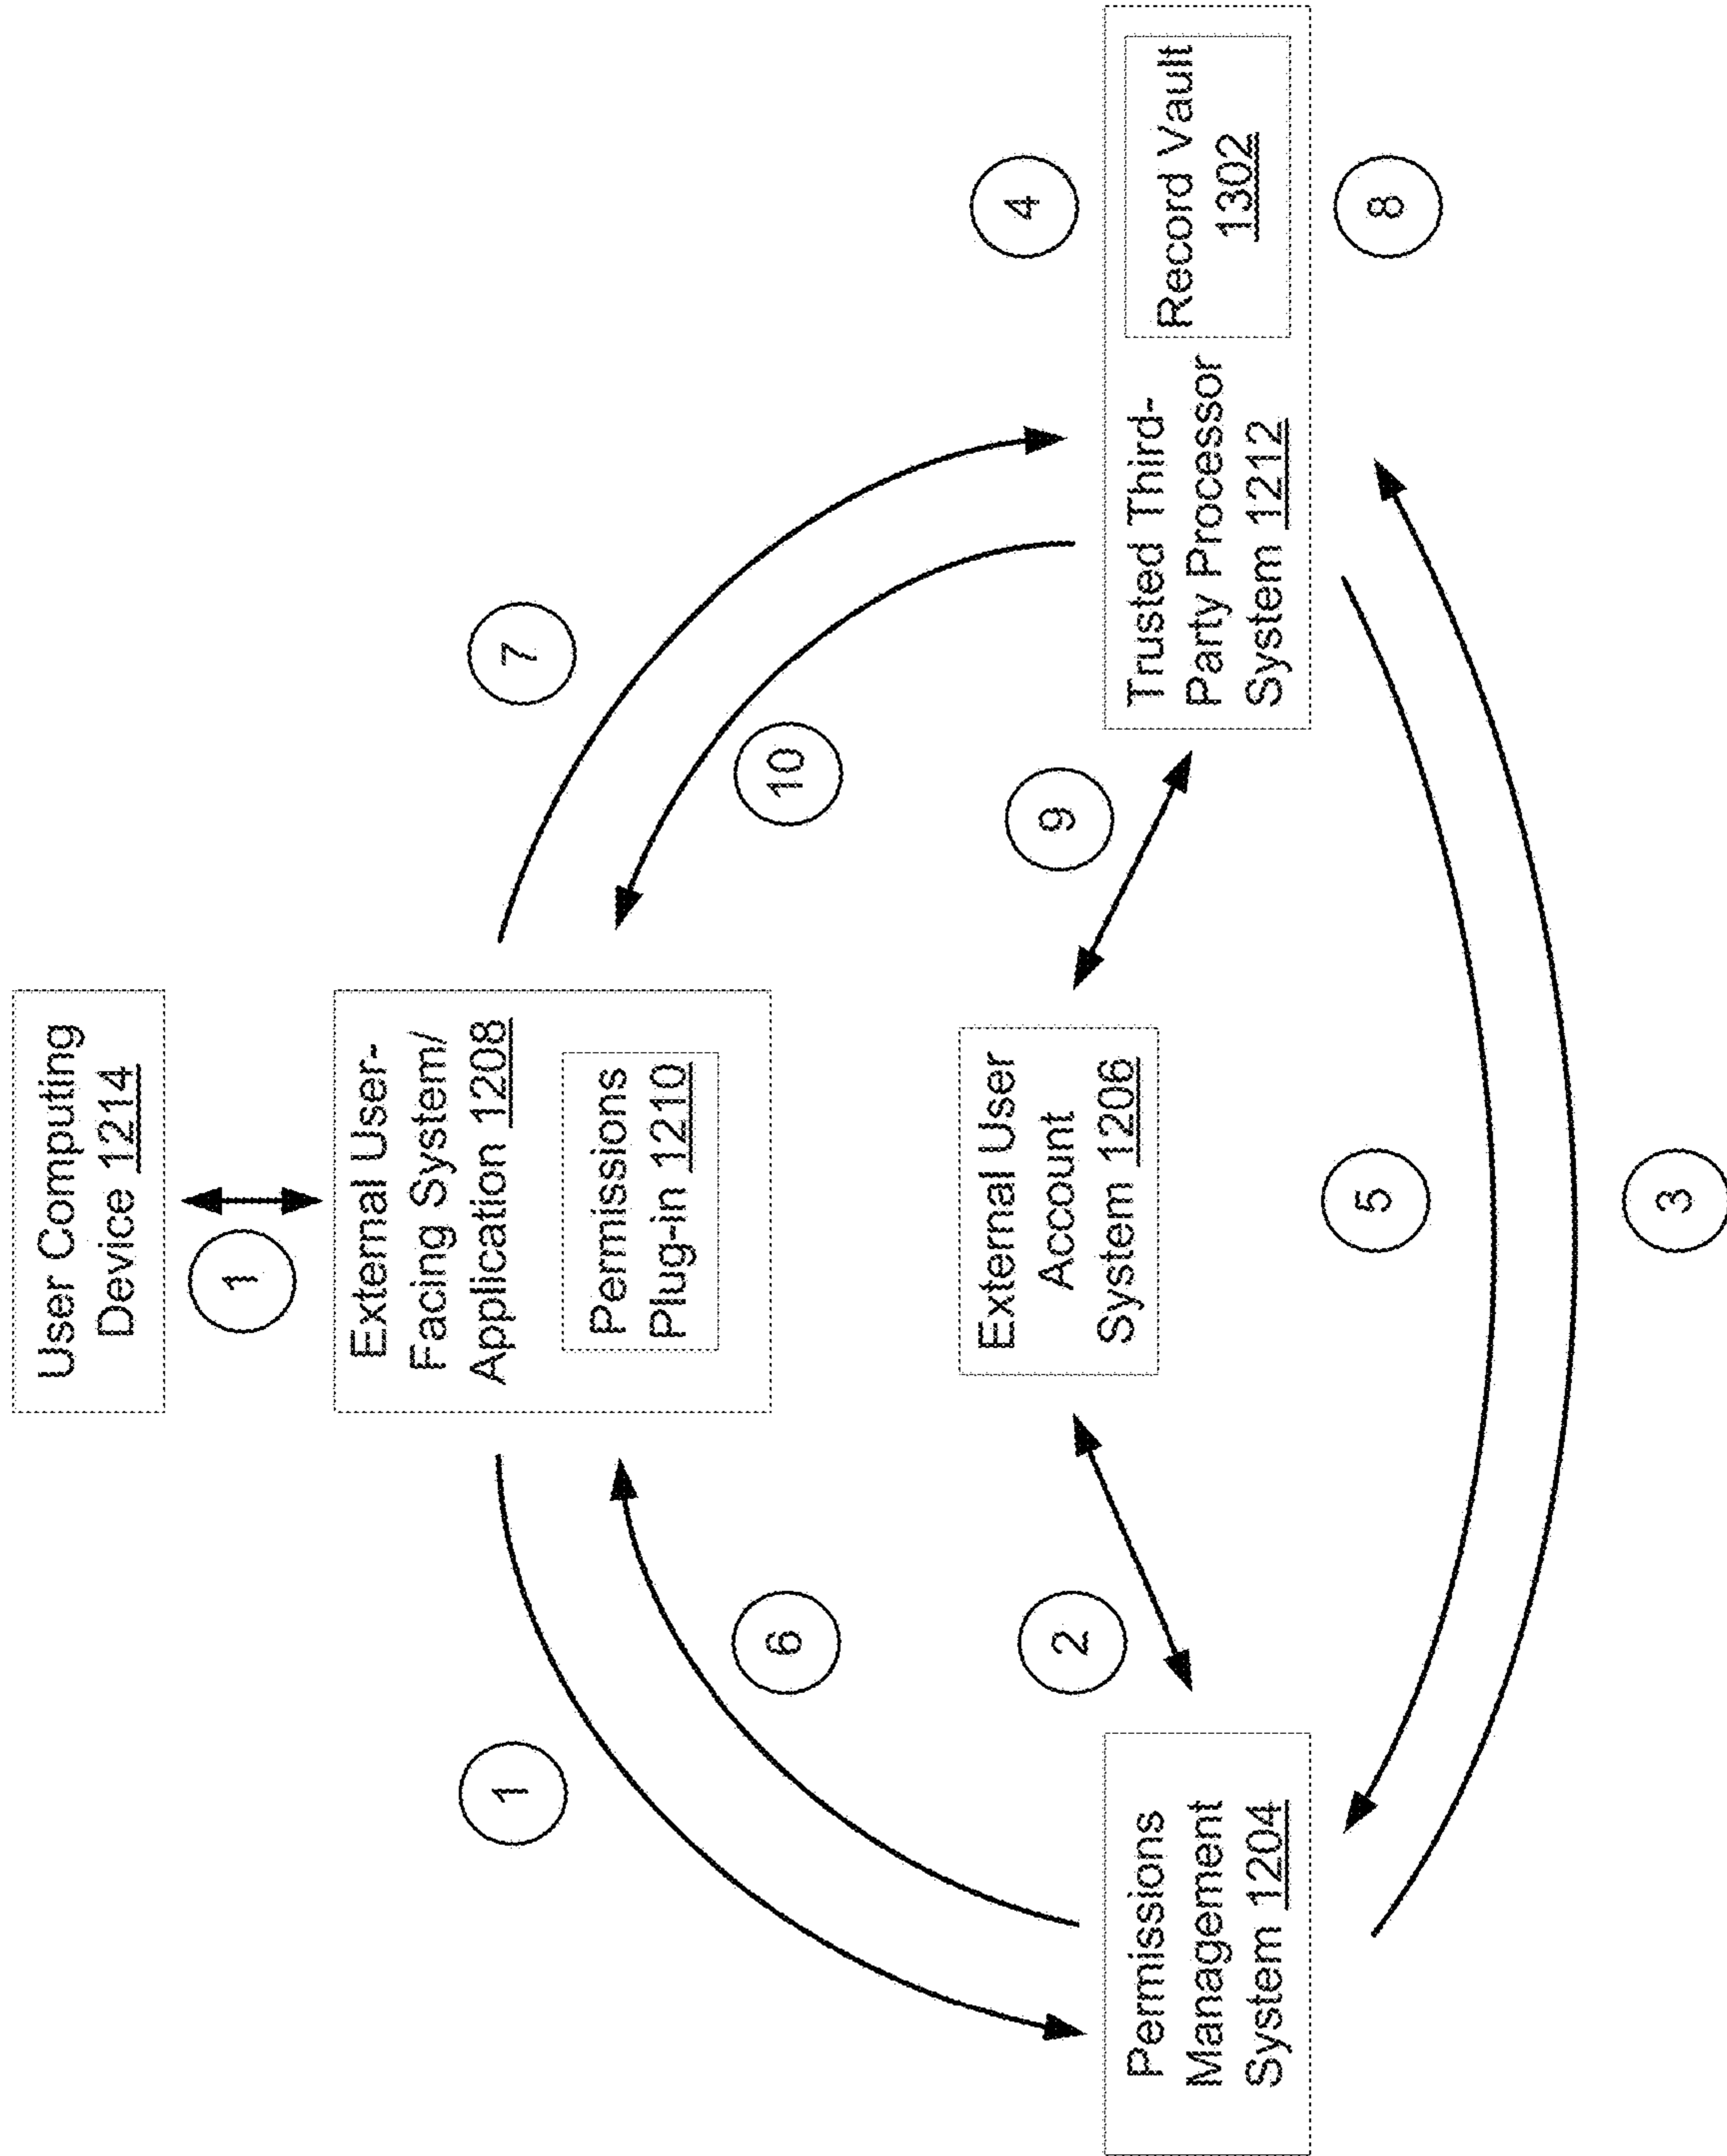 User Computing
Device 1214
1
External User-
Facing System/
Application 1208
Permissions
Plug-in 1210
1
7
6
10
External User
Account
System 1206
2
9
4
Permissions
Management
System 1204
Trusted Third-
Party Processor
System 1212
Record Vault
1302
5
8
3